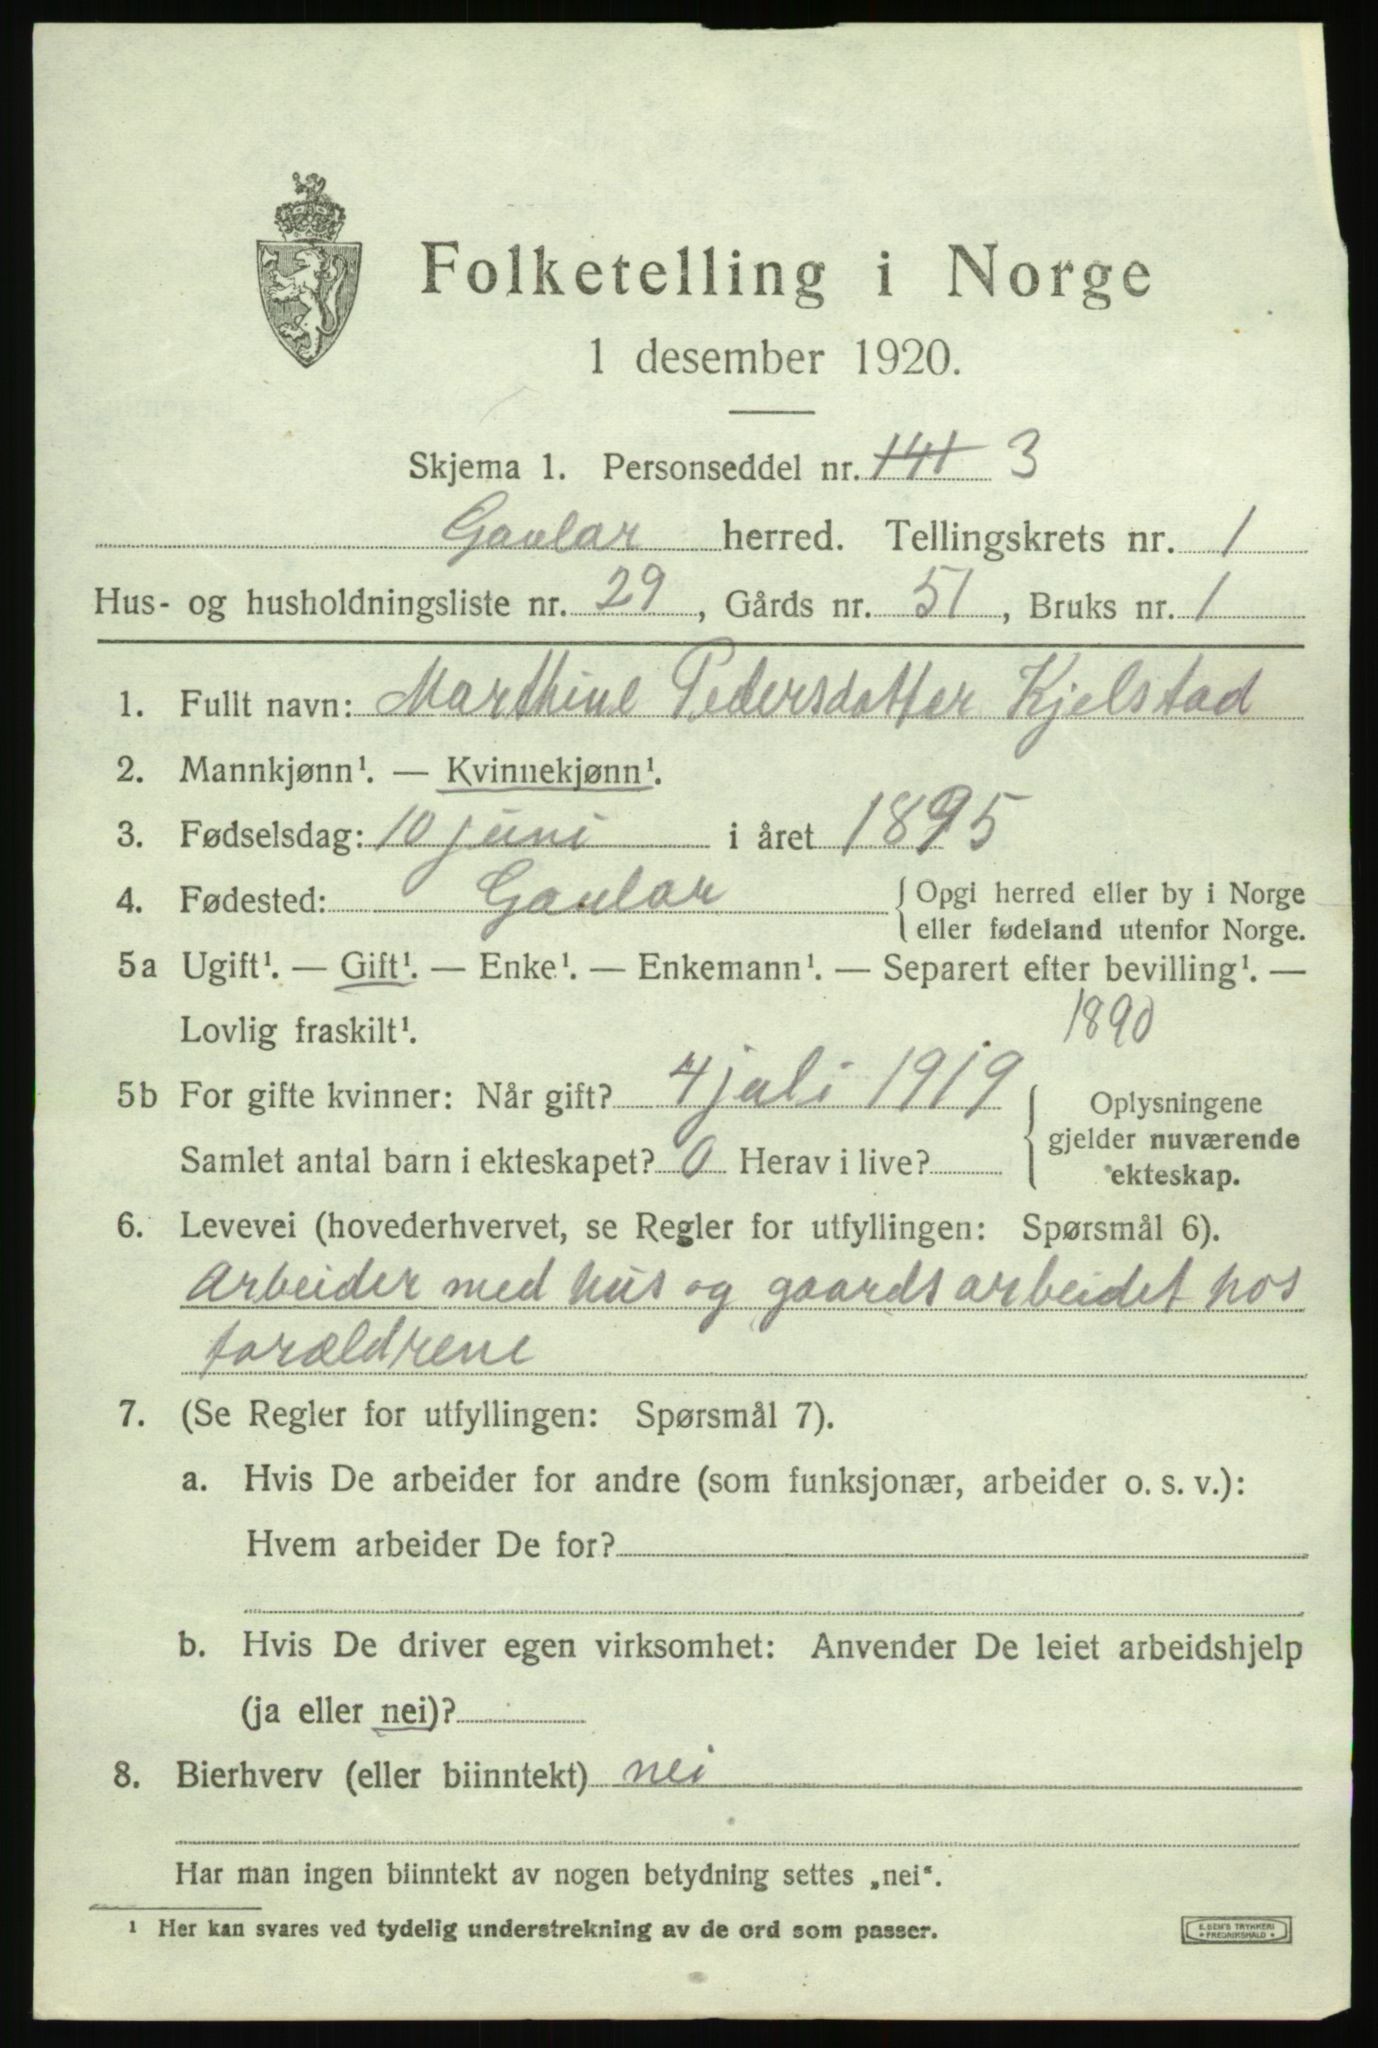 Folketelling i Norge
1 desember 1920.
Skjema 1. Personseddel nr. 141 3
Gaular herred. Tellingskrets nr. 1
Hus- og husholdningsliste nr. 29, Gårds nr. 51, Bruks nr. 1
1. Fullt navn: Marthine Pedersdatter Kjelstad
2. Mannkjønn¹. — Kvinnekjønn¹.
3. Fødselsdag: 10 juni i året 1895
4. Fødested: Gaular { Opgi herred eller by i Norge
eller fødeland utenfor Norge.
5a Ugift¹. — Gift¹. — Enke¹. — Enkemann¹. — Separert efter bevilling¹. —
Lovlig fraskilt¹. 1890
5b For gifte kvinner: Når gift? 4 juli 1919
Samlet antal barn i ekteskapet? 0 Herav i live?
{ Oplysningene
gjelder nuværende
ekteskap.
6. Levevei (hovederhvervet, se Regler for utfyllingen: Spørsmål 6).
Arbeider med hus og gaardsarbeidet hos
forældrene
7. (Se Regler for utfyllingen: Spørsmål 7).
a. Hvis De arbeider for andre (som funksjonær, arbeider o. s. v.):
Hvem arbeider De for?
b. Hvis De driver egen virksomhet: Anvender De leiet arbeidshjelp
(ja eller nei)?
8. Bierhverv (eller biinntekt) nei
Har man ingen biinntekt av nogen betydning settes „nei“.
¹ Her kan svares ved tydelig understrekning av de ord som passer.
E. SEM'S TRYKKERI
* FREDRIKSHALD *